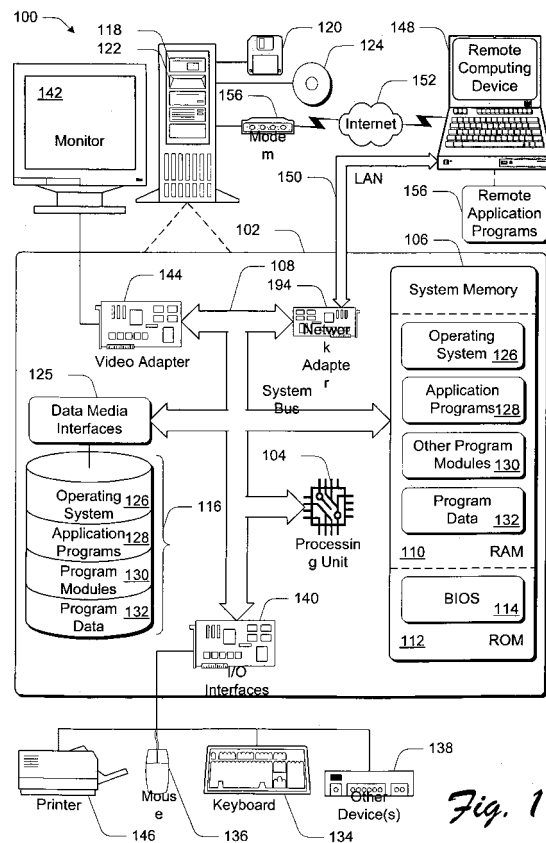 100
118
122
120
124
148
142
Monitor
156
Mode
m
152
Internet
Remote
Computing
Device
150
LAN
156
Remote
Application
Programs
102
106
144
108
194
Video Adapter
Networ
k
Adapte
r
System Memory
Operating
System 126
Application
Programs 128
Other Program
Modules 130
Program
Data 132
110 RAM
BIOS 114
112 ROM
125
Data Media
Interfaces
System
Bus
104
Processin
g Unit
Operating 126
System
Application
Programs 128
Program
Modules 130
Program
Data 132
116
140
I/O
Interfaces
Printer
146
Mous
e
136
Keyboard
134
Other
Device(s)
138
Fig. 1